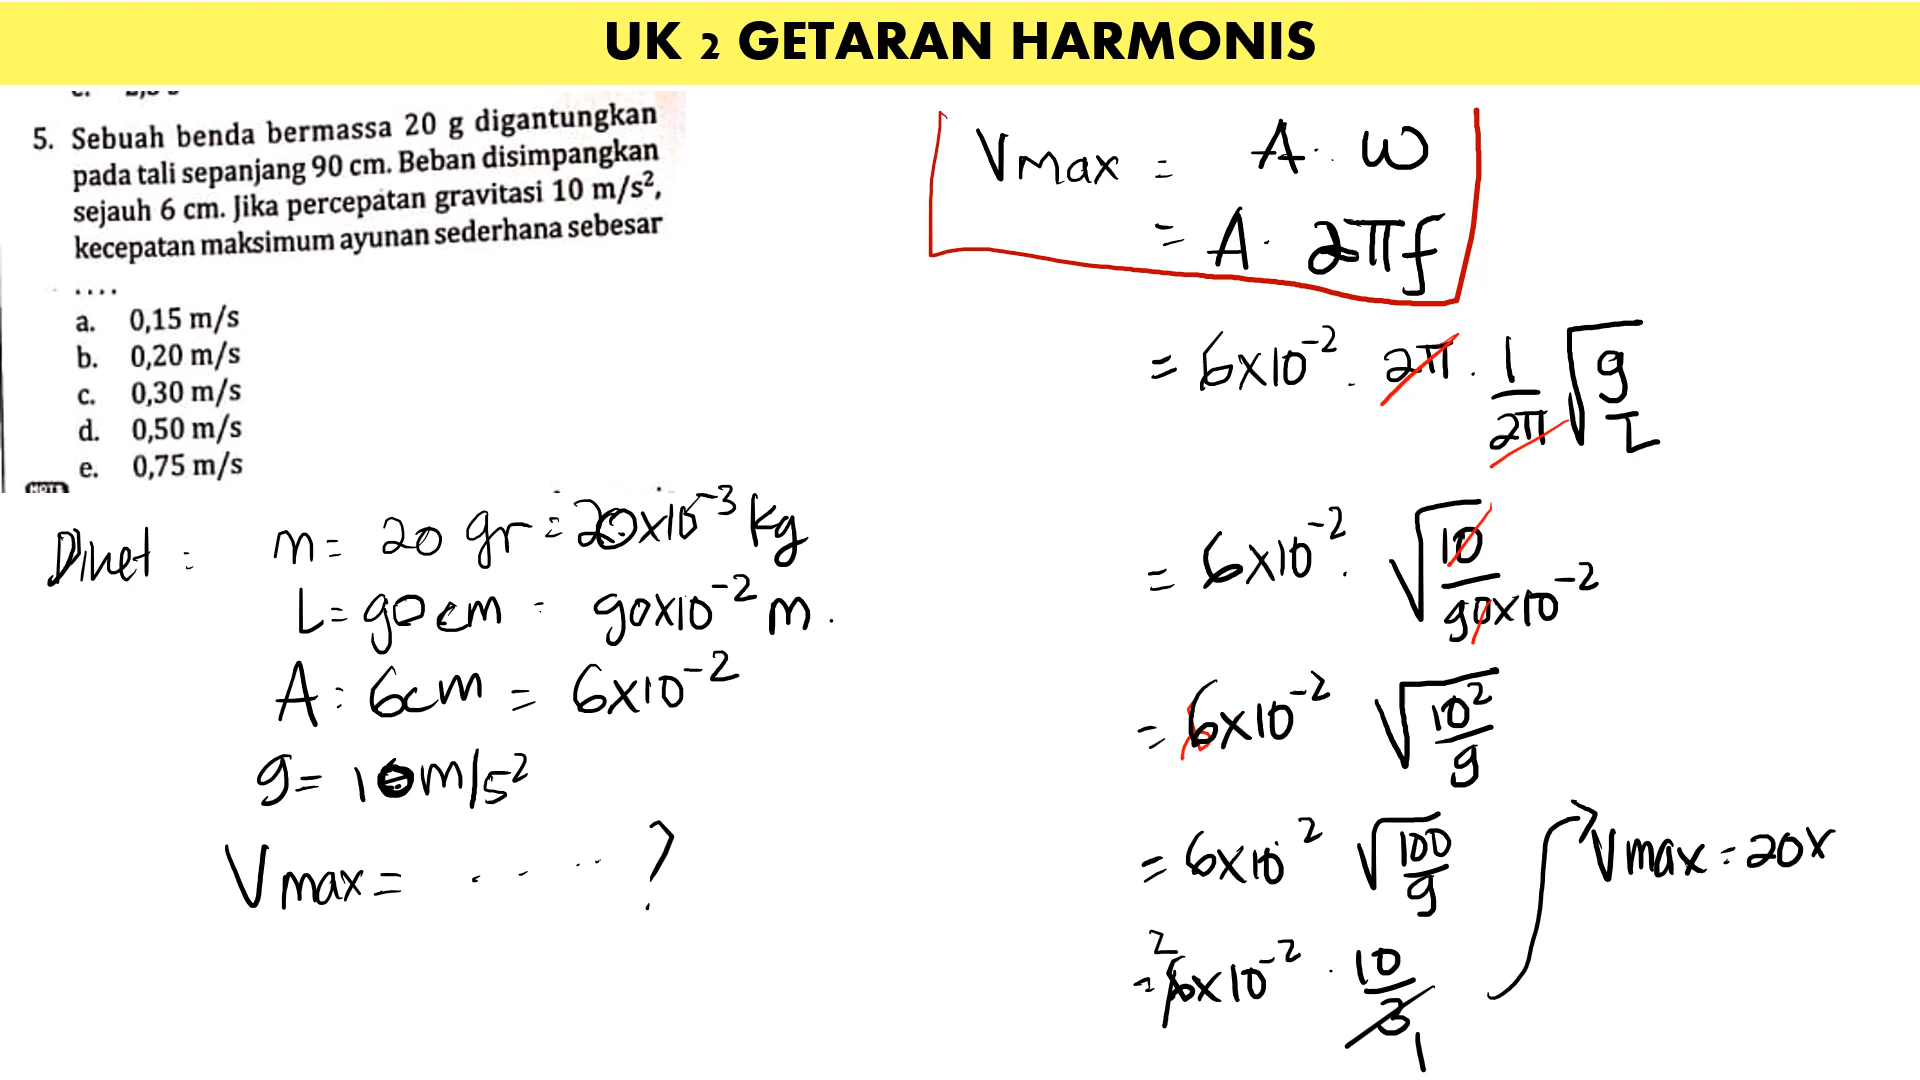 UK 2 GETARAN HARMONIS
5. Sebuah benda bermassa 20 g digantungkan
pada tali sepanjang 90 cm. Beban disimpangkan
sejauh 6 cm. Jika percepatan gravitasi 10 m/s²,
kecepatan maksimum ayunan sederhana sebesar
....
a. 0,15 m/s
b. 0,20 m/s
c. 0,30 m/s
d. 0,50 m/s
e. 0,75 m/s
NOTE
Diket : m = 20 gr = 20x10⁻³ kg
L = 90 cm = 90x10⁻² m.
A : 6cm = 6x10⁻²
g = 10 m/s²
Vmax = .... ?
Vmax = A. ω
= A. 2πf
= 6x10⁻². 2π. 1/2π √g/L
= 6x10⁻². √10/90x10⁻²
= 6x10⁻² √10²/9
= 6x10² √100/9
2
= 6x10⁻² . 10/3
1
Vmax = 20x